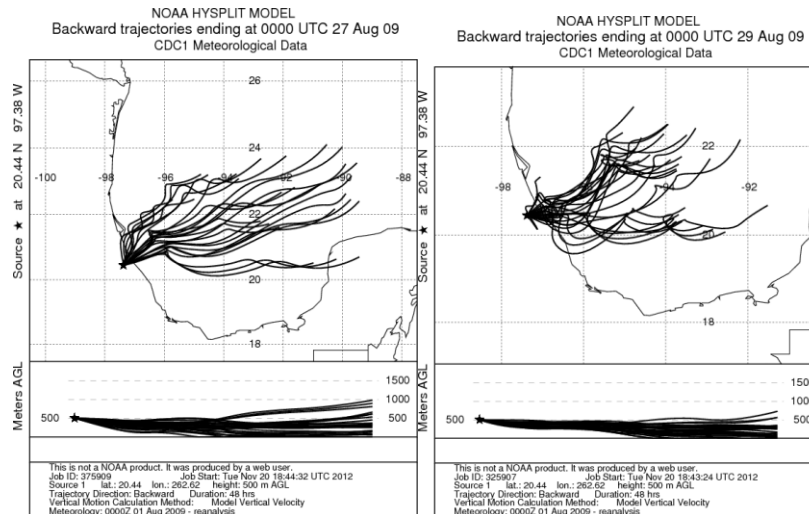 NOAA HYSPLIT MODEL
Backward trajectories ending at 0000 UTC 27 Aug 09
CDC1 Meteorological Data
Source ★ at 20.44 N 97.38 W
26
24
-100
-98
-96
-94
-92
-90
-88
22
20
18
Meters AGL
500
1500
1000
500
This is not a NOAA product. It was produced by a web user.
Job ID: 375909 Job Start: Tue Nov 20 18:44:32 UTC 2012
Source 1 lat.: 20.44 lon.: 262.62 height: 500 m AGL
Trajectory Direction: Backward Duration: 48 hrs
Vertical Motion Calculation Method: Model Vertical Velocity
Meteorology: 0000Z 01 Aug 2009 - reanalysis
NOAA HYSPLIT MODEL
Backward trajectories ending at 0000 UTC 29 Aug 09
CDC1 Meteorological Data
Source ★ at 20.44 N 97.38 W
22
-98
-94
-92
20
18
Meters AGL
500
1500
1000
500
This is not a NOAA product. It was produced by a web user.
Job ID: 325907 Job Start: Tue Nov 20 18:43:24 UTC 2012
Source 1 lat.: 20.44 lon.: 262.62 height: 500 m AGL
Trajectory Direction: Backward Duration: 48 hrs
Vertical Motion Calculation Method: Model Vertical Velocity
Meteorology: 0000Z 01 Aug 2009 - reanalysis